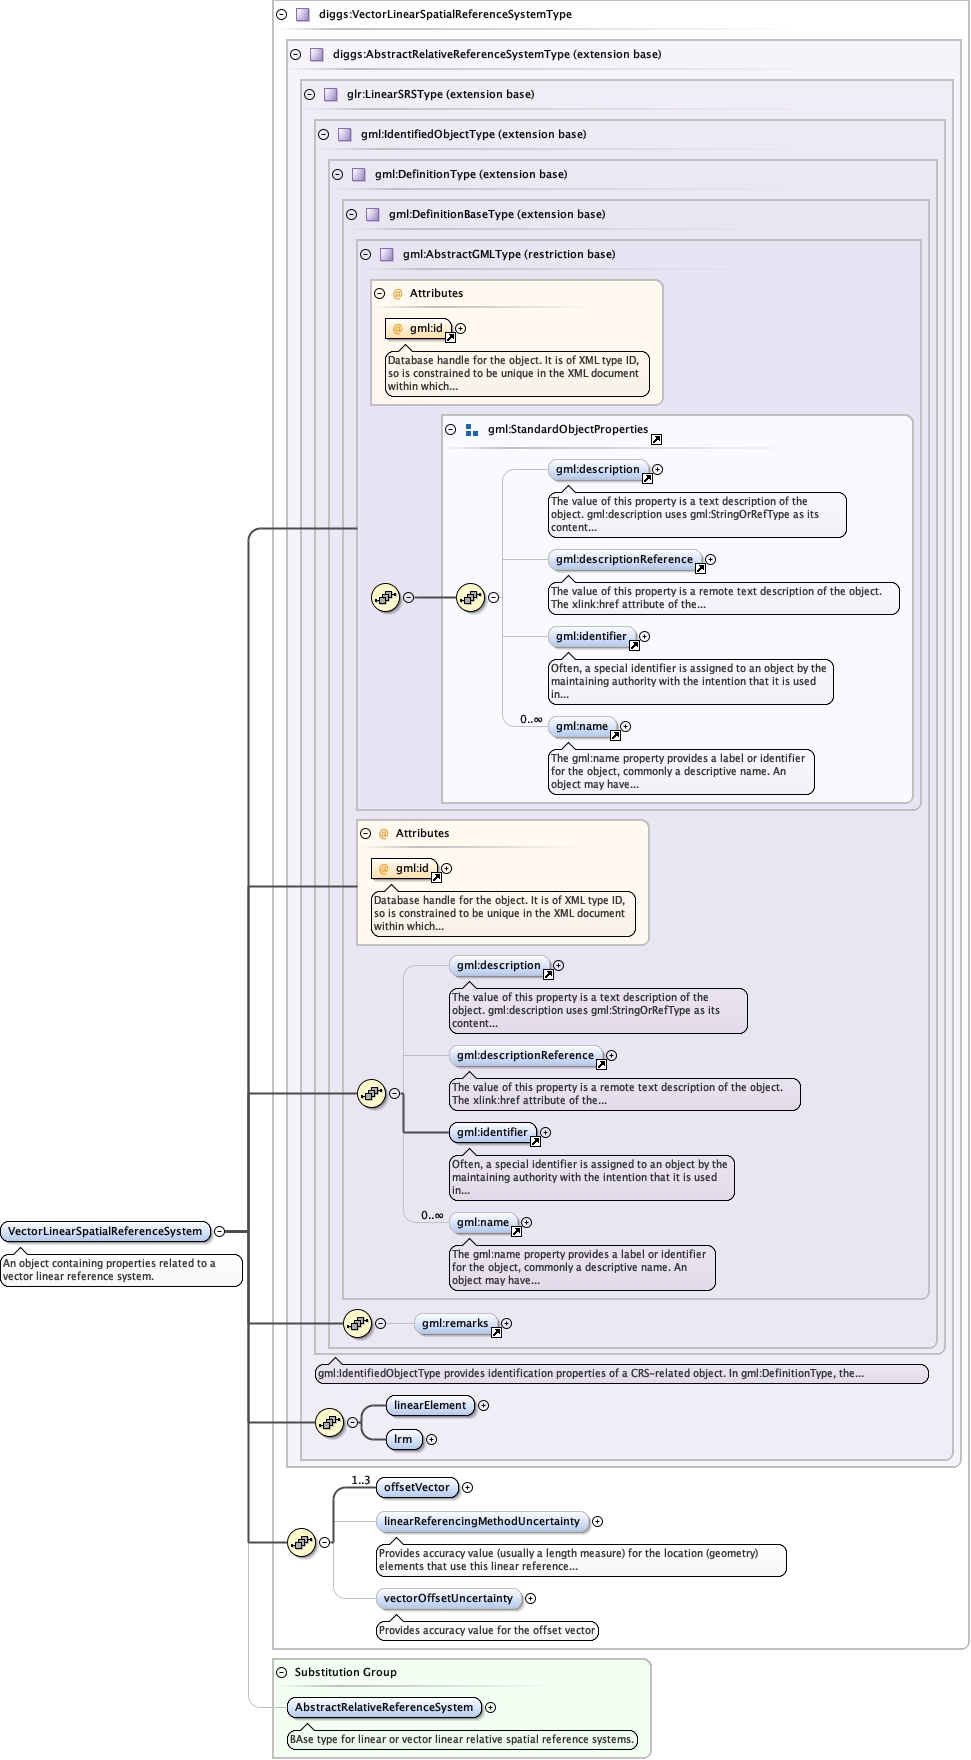 diggs:VectorLinearSpatialReferenceSystemType
diggs:AbstractRelativeReferenceSystemType (extension base)
glr:LinearSRSType (extension base)
gml:IdentifiedObjectType (extension base)
gml:DefinitionType (extension base)
gml:DefinitionBaseType (extension base)
gml:AbstractGMLType (restriction base)
@ Attributes
@ gml:id
Database handle for the object. It is of XML type ID,
so is constrained to be unique in the XML document
within which...
gml:StandardObjectProperties
gml:description
The value of this property is a text description of the
object. gml:description uses gml:StringOrRefType as its
content...
gml:descriptionReference
The value of this property is a remote text description of the object.
The xlink:href attribute of the...
gml:identifier
Often, a special identifier is assigned to an object by the
maintaining authority with the intention that it is used
in...
0..∞
gml:name
The gml:name property provides a label or identifier
for the object, commonly a descriptive name. An
object may have...
@ Attributes
@ gml:id
Database handle for the object. It is of XML type ID,
so is constrained to be unique in the XML document
within which...
gml:description
The value of this property is a text description of the
object. gml:description uses gml:StringOrRefType as its
content...
gml:descriptionReference
The value of this property is a remote text description of the object.
The xlink:href attribute of the...
gml:identifier
Often, a special identifier is assigned to an object by the
maintaining authority with the intention that it is used
in...
0..∞
gml:name
The gml:name property provides a label or identifier
for the object, commonly a descriptive name. An
object may have...
VectorLinearSpatialReferenceSystem
An object containing properties related to a
vector linear reference system.
gml:remarks
gml:IdentifiedObjectType provides identification properties of a CRS-related object. In gml:DefinitionType, the...
linearElement
lrm
1..3
offsetVector
linearReferencingMethodUncertainty
Provides accuracy value (usually a length measure) for the location (geometry)
elements that use this linear reference...
vectorOffsetUncertainty
Provides accuracy value for the offset vector
Substitution Group
AbstractRelativeReferenceSystem
BAse type for linear or vector linear relative spatial reference systems.